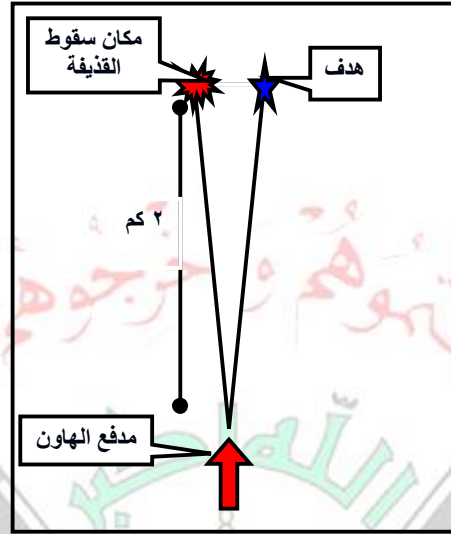 مكان سقوط
القذيفة
هدف
٢ كم
مدفع الهاون